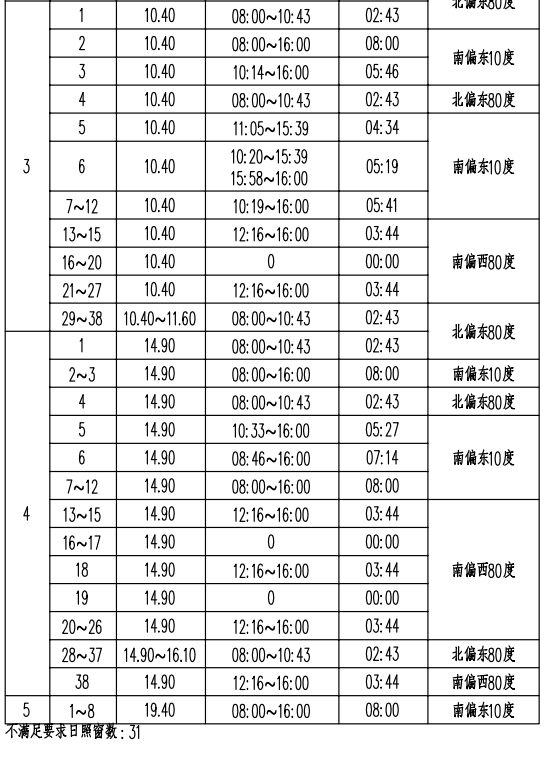 北偏东80度
1 10.40 08:00~10:43 02:43
2 10.40 08:00~16:00 08:00
南偏东10度
3 10.40 10:14~16:00 05:46
4 10.40 08:00~10:43 02:43 北偏东80度
5 10.40 11:05~15:39 04:34
3 6 10.40 10:20~15:39 05:19 南偏东10度
15:58~16:00
7~12 10.40 10:19~16:00 05:41
13~15 10.40 12:16~16:00 03:44
16~20 10.40 0 00:00 南偏西80度
21~27 10.40 12:16~16:00 03:44
29~38 10.40~11.60 08:00~10:43 02:43
北偏东80度
1 14.90 08:00~10:43 02:43
2~3 14.90 08:00~16:00 08:00 南偏东10度
4 14.90 08:00~10:43 02:43 北偏东80度
5 14.90 10:33~16:00 05:27
6 14.90 08:46~16:00 07:14 南偏东10度
7~12 14.90 08:00~16:00 08:00
4 13~15 14.90 12:16~16:00 03:44
16~17 14.90 0 00:00
18 14.90 12:16~16:00 03:44 南偏西80度
19 14.90 0 00:00
20~26 14.90 12:16~16:00 03:44
28~37 14.90~16.10 08:00~10:43 02:43 北偏东80度
38 14.90 12:16~16:00 03:44 南偏西80度
5 1~8 19.40 08:00~16:00 08:00 南偏东10度
不满足要求日照窗数:31